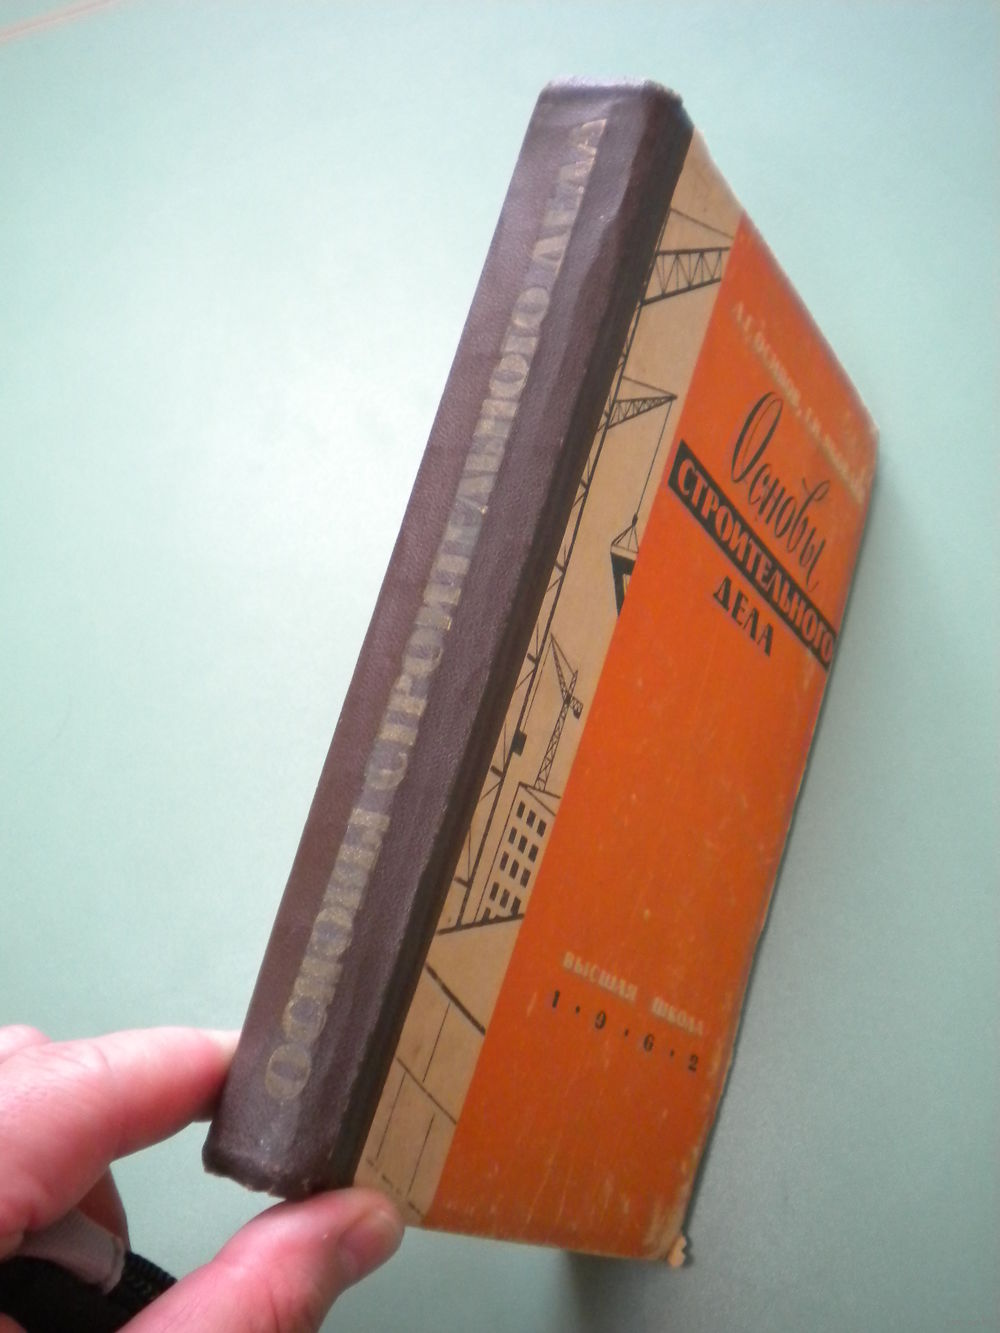 ОСНОВЫ СТРОИТЕЛЬНОГО ДЕЛА
Основы
СТРОИТЕЛЬНОГО
ДЕЛА
ВЫСШАЯ ШКОЛА
1 • 9 • 6 • 2